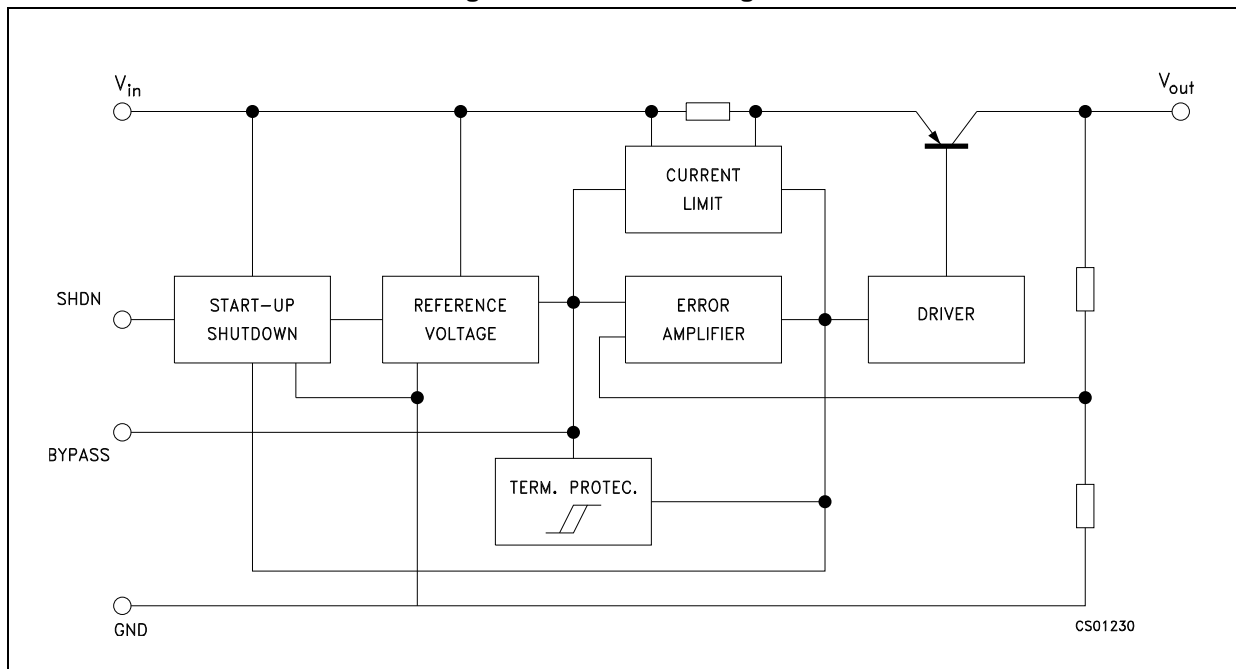 V_in
V_out
CURRENT
LIMIT
SHDN
START-UP
SHUTDOWN
REFERENCE
VOLTAGE
ERROR
AMPLIFIER
DRIVER
BYPASS
TERM. PROTEC.
GND
CS01230